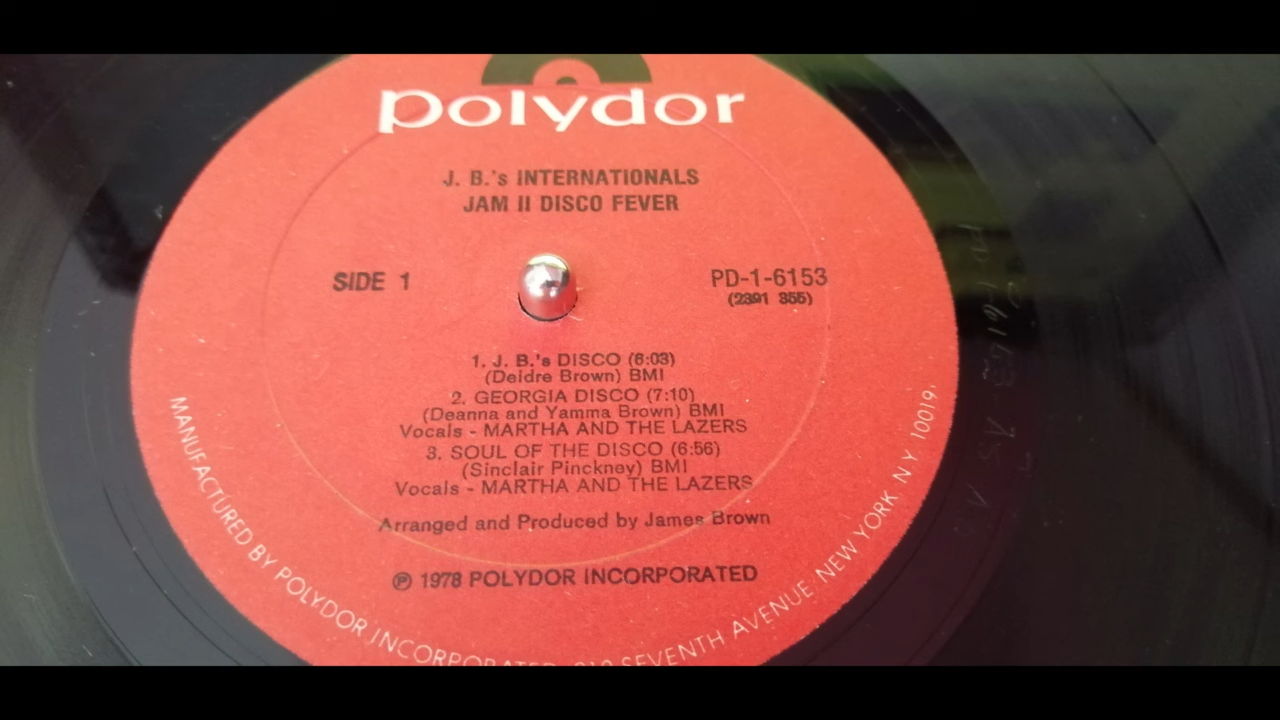 polydor
J. B.'s INTERNATIONALS
JAM II DISCO FEVER
SIDE 1
PD-1-6153
(2391 355)
1. J. B.'s DISCO (6:03)
(Deidre Brown) BMI
2. GEORGIA DISCO (7:10)
(Deanna and Yamma Brown) BMI
Vocals - MARTHA AND THE LAZERS
3. SOUL OF THE DISCO (6:56)
(Sinclair Pinckney) BMI
Vocals - MARTHA AND THE LAZERS
Arranged and Produced by James Brown
℗ 1978 POLYDOR INCORPORATED
MANUFACTURED BY POLYDOR INCORPORATED, 810 SEVENTH AVENUE, NEW YORK, N.Y. 10019.